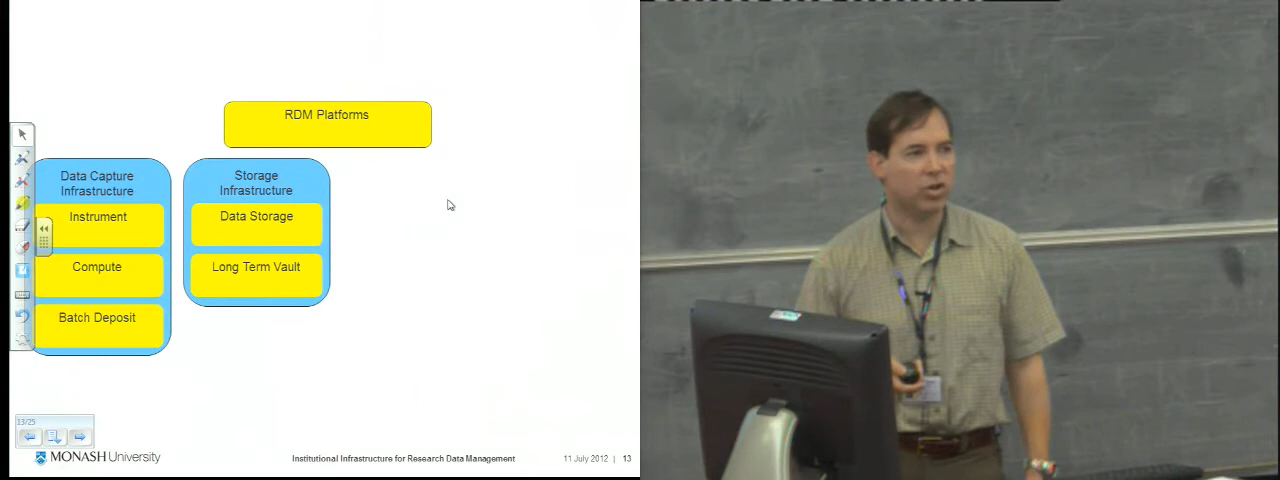 RDM Platforms
Data Capture
Infrastructure
Instrument
Compute
Batch Deposit
Storage
Infrastructure
Data Storage
Long Term Vault
13/25
MONASH University
Institutional Infrastructure for Research Data Management
11 July 2012 | 13